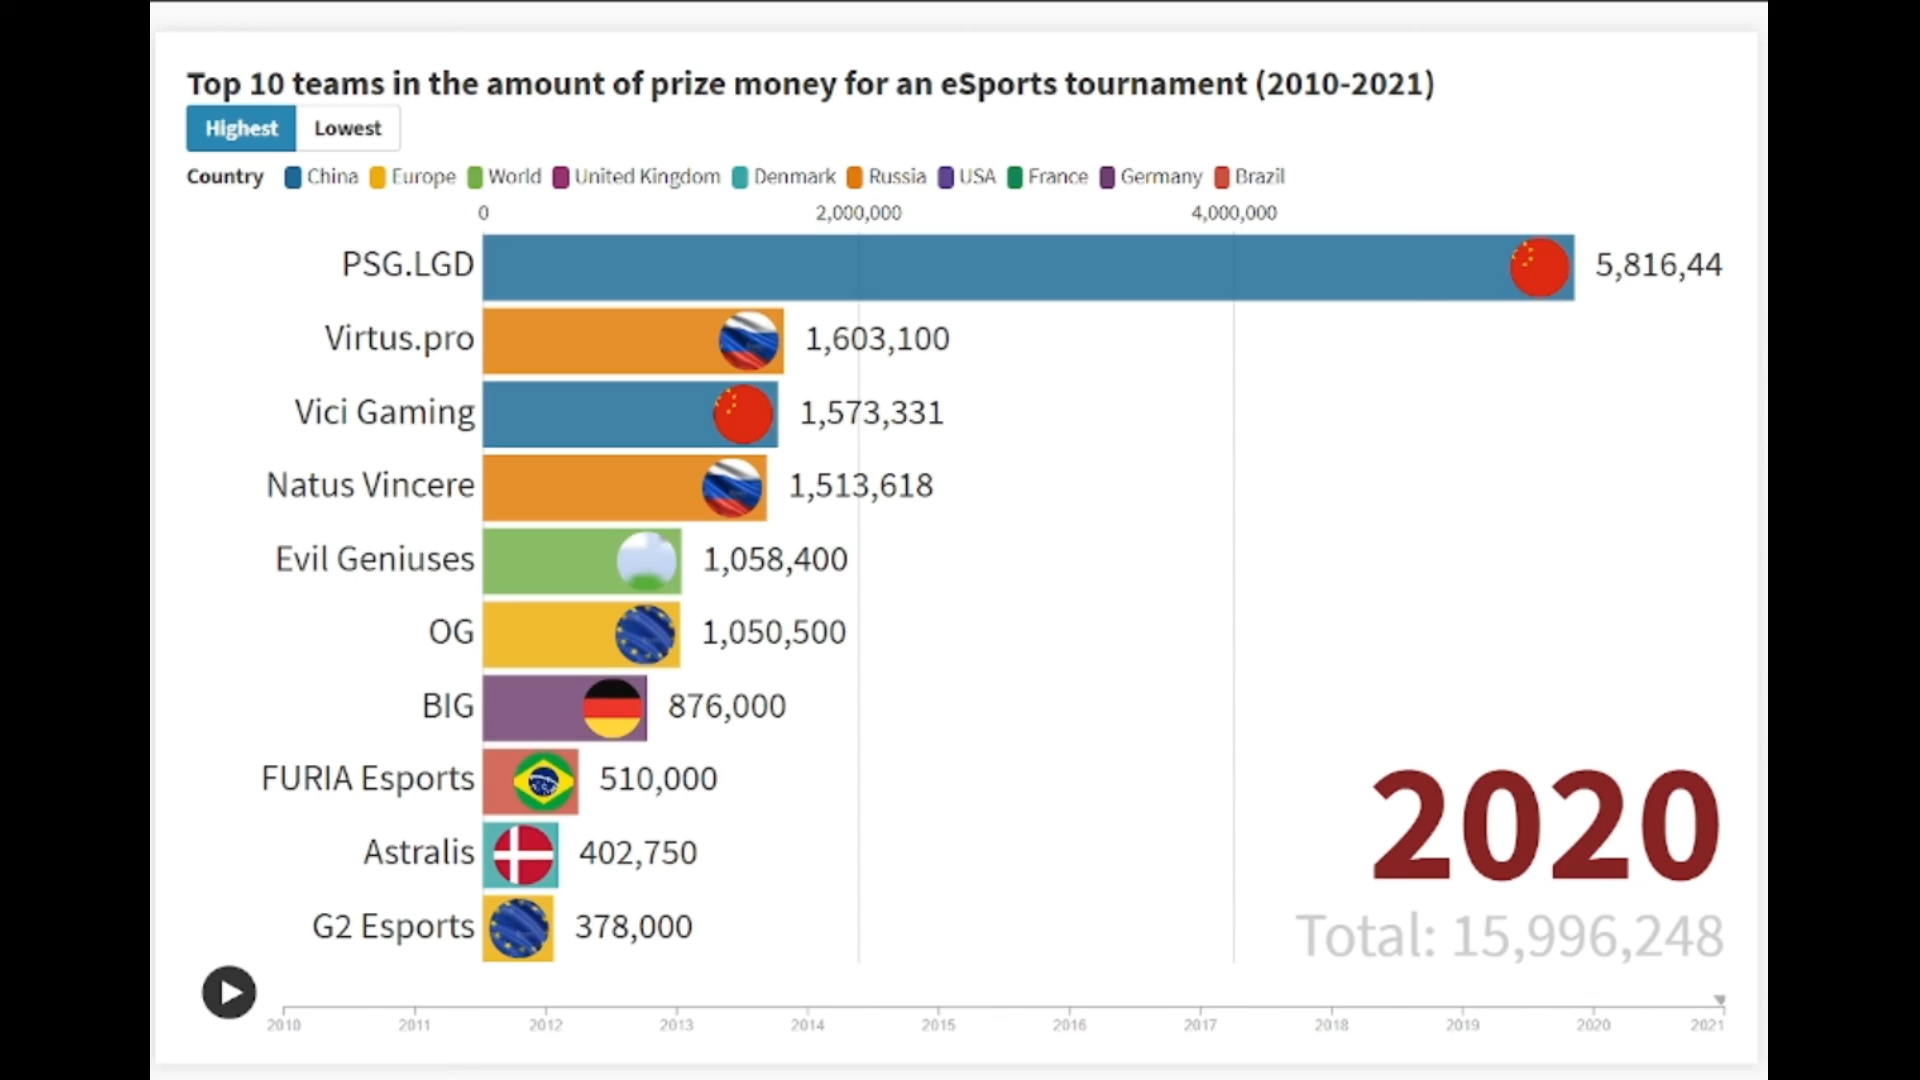 Top 10 teams in the amount of prize money for an eSports tournament (2010-2021)
Highest Lowest
Country China Europe World United Kingdom Denmark Russia USA France Germany Brazil
0 2,000,000 4,000,000
PSG.LGD 5,816,44
Virtus.pro 1,603,100
Vici Gaming 1,573,331
Natus Vincere 1,513,618
Evil Geniuses 1,058,400
OG 1,050,500
BIG 876,000
FURIA Esports 510,000
Astralis 402,750
G2 Esports 378,000
2020
Total: 15,996,248
2010 2011 2012 2013 2014 2015 2016 2017 2018 2019 2020 2021